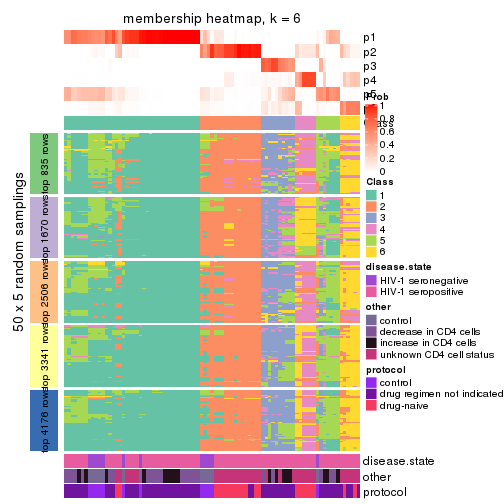 membership heatmap, k = 6
p1
p2
p3
p4
p5
Prob
1
0.8
0.6
0.4
0.2
0
Class
1
2
3
4
5
6
disease.state
HIV-1 seronegative
HIV-1 seropositive
other
control
decrease in CD4 cells
increase in CD4 cells
unknown CD4 cell status
protocol
control
drug regimen not indicated
drug-naive
50 x 5 random samplings
top 835 rows
top 1670 rows
top 2506 rows
top 3341 rows
top 4176 rows
disease.state
other
protocol